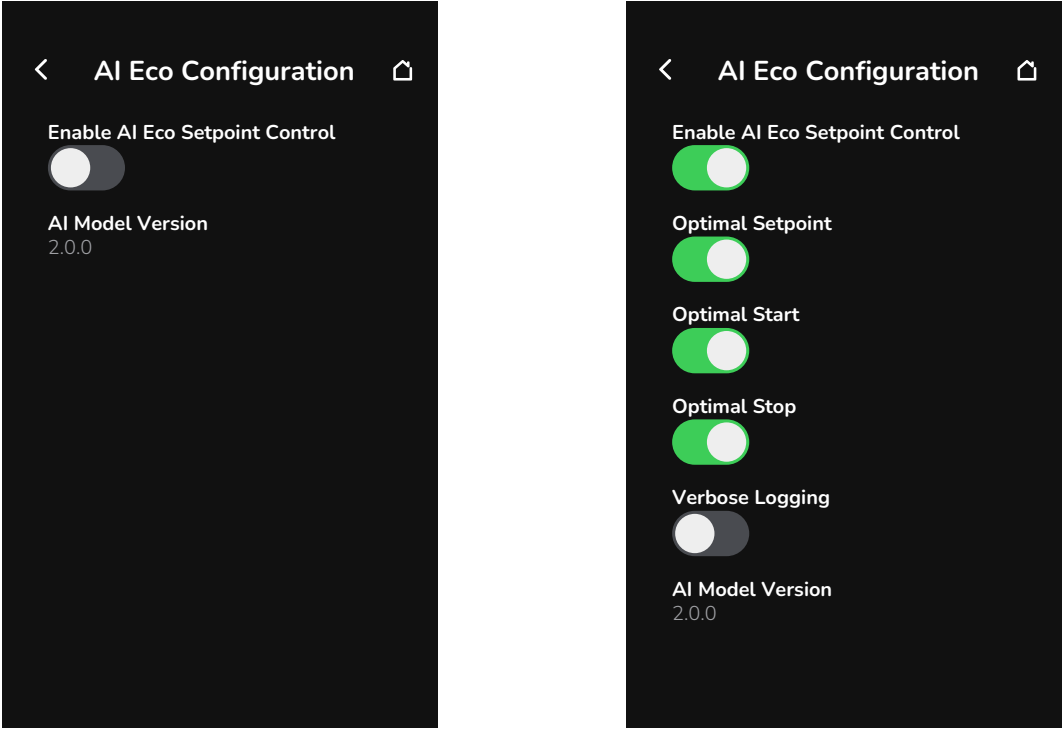 AI Eco Configuration
Enable AI Eco Setpoint Control
AI Model Version
2.0.0
AI Eco Configuration
Enable AI Eco Setpoint Control
Optimal Setpoint
Optimal Start
Optimal Stop
Verbose Logging
AI Model Version
2.0.0